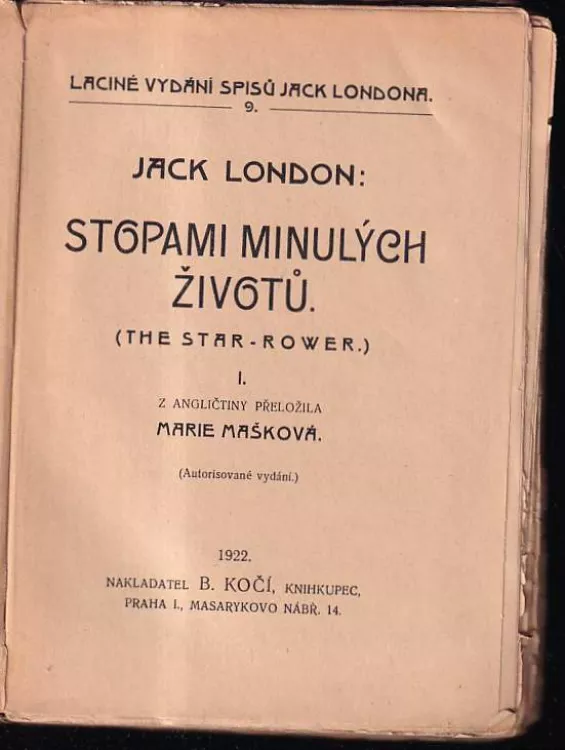 LACINÉ VYDÁNÍ SPISŮ JACK LONDONA.
9.
JACK LONDON:
STOPAMI MINULÝCH
ŽIVOTŮ.
(THE STAR-ROWER.)
I.
Z ANGLIČTINY PŘELOŽILA
MARIE MAŠKOVÁ.
(Autorisované vydání.)
1922.
NAKLADATEL B. KOČÍ, KNIHKUPEC,
PRAHA I., MASARYKOVO NÁBŘ. 14.